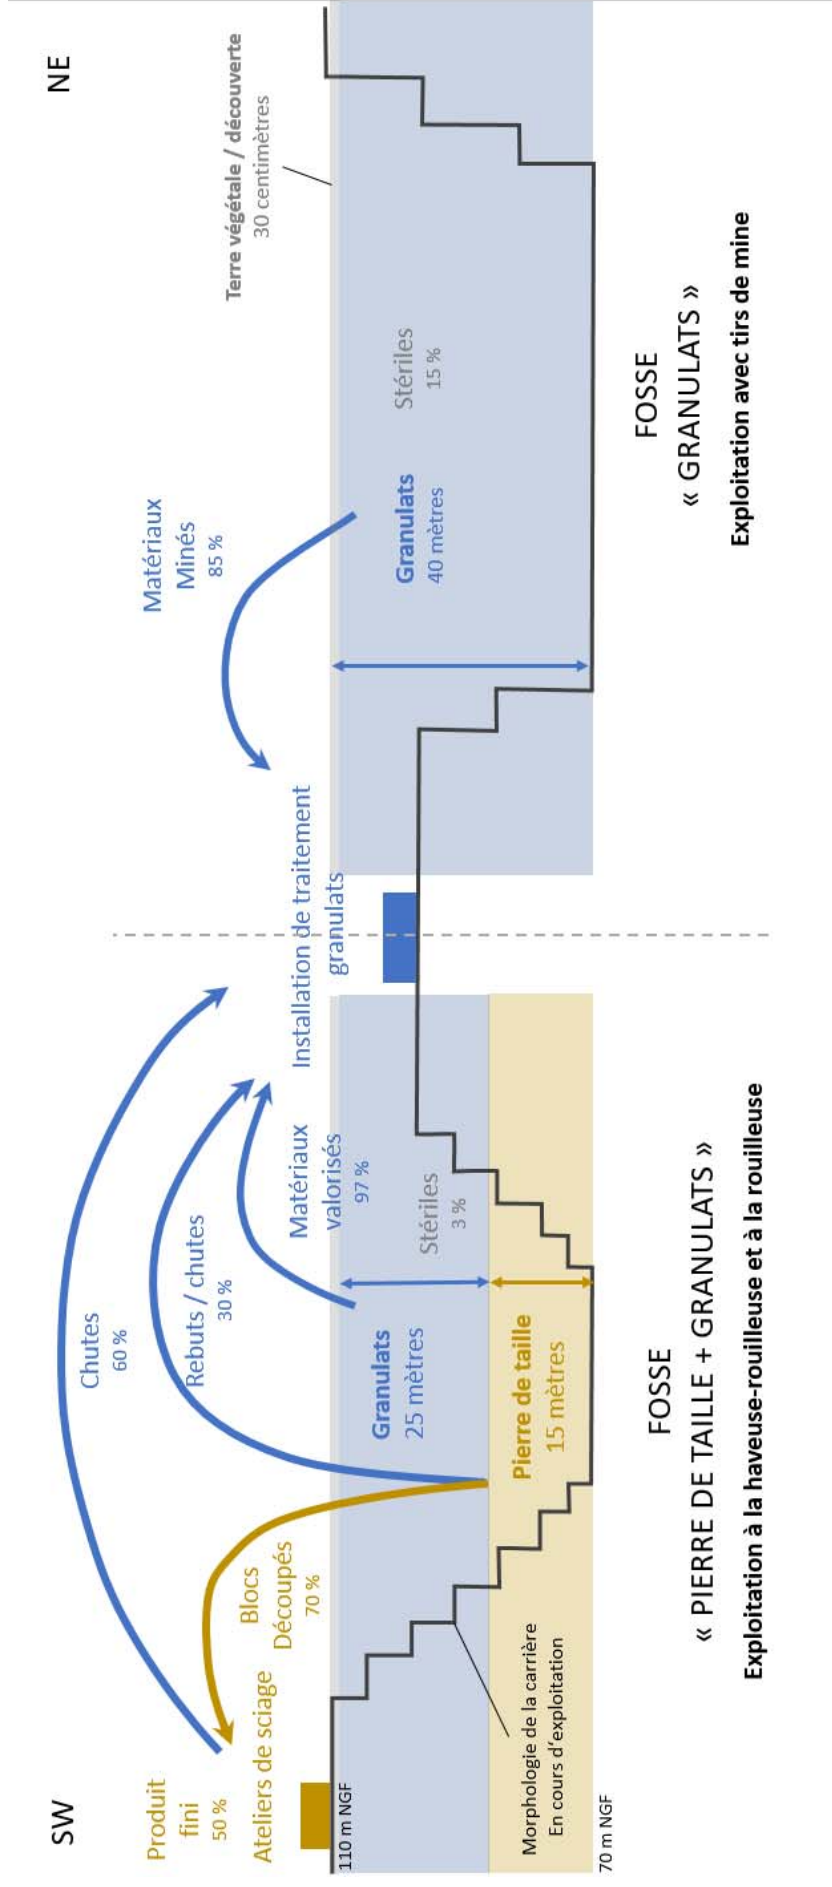 SW
NE
Chutes
60 %
Produit
fini
50 %
Rebuts / chutes
30 %
Matériaux
Minés
85 %
Terre végétale / découverte
30 centimètres
Ateliers de sciage
Blocs
Découpés
70 %
Matériaux
valorisés
97 %
Installation de traitement
granulats
110 m NGF
Granulats
25 mètres
Stériles
3 %
Granulats
40 mètres
Stériles
15 %
Pierre de taille
15 mètres
Morphologie de la carrière
En cours d'exploitation
70 m NGF
FOSSE
« PIERRE DE TAILLE + GRANULATS »
Exploitation à la haveuse-rouilleuse et à la rouilleuse
FOSSE
« GRANULATS »
Exploitation avec tirs de mine